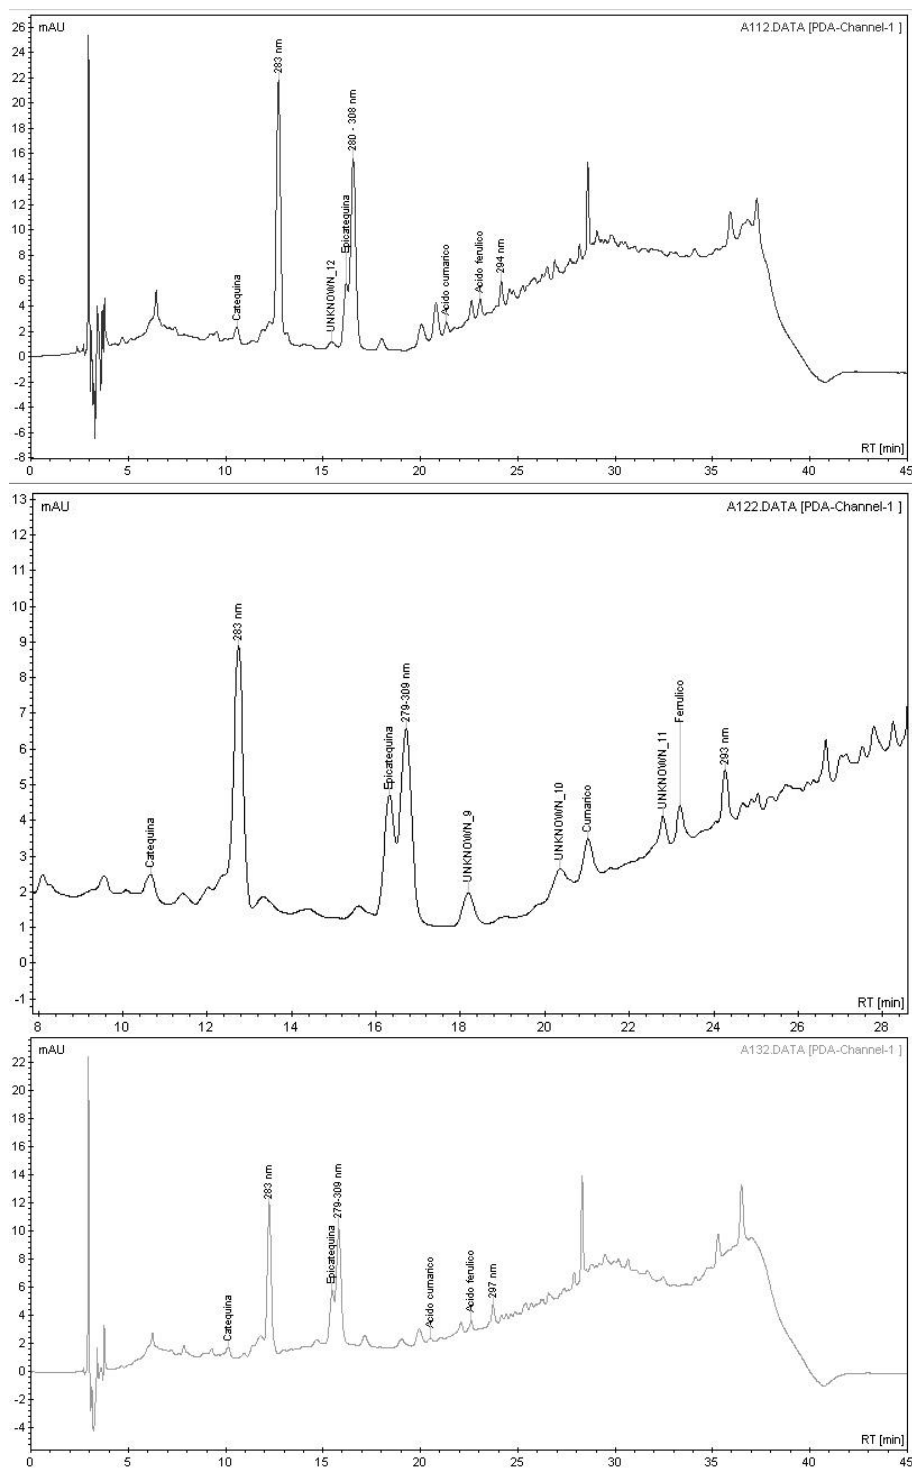 mAU
A112.DATA [PDA-Channel-1 ]
26
24
22
20
18
16
14
12
10
8
6
4
2
0
-2
-4
-6
-8
Catequina
283 nm
UNKNOWN_12
Epicatequina
280 - 308 nm
Acido cumarico
Acido ferulico
294 nm
RT [min]
0 5 10 15 20 25 30 35 40 45
mAU
A122.DATA [PDA-Channel-1 ]
13
12
11
10
9
8
7
6
5
4
3
2
1
0
-1
Catequina
283 nm
Epicatequina
279-309 nm
UNKNOWN_9
UNKNOWN_10
Cumarico
UNKNOWN_11
Ferrulico
293 nm
RT [min]
8 10 12 14 16 18 20 22 24 26 28
mAU
A132.DATA [PDA-Channel-1 ]
22
20
18
16
14
12
10
8
6
4
2
0
-2
-4
Catequina
283 nm
Epicatequina
279-309 nm
Acido cumarico
Acido ferulico
297 nm
RT [min]
0 5 10 15 20 25 30 35 40 45